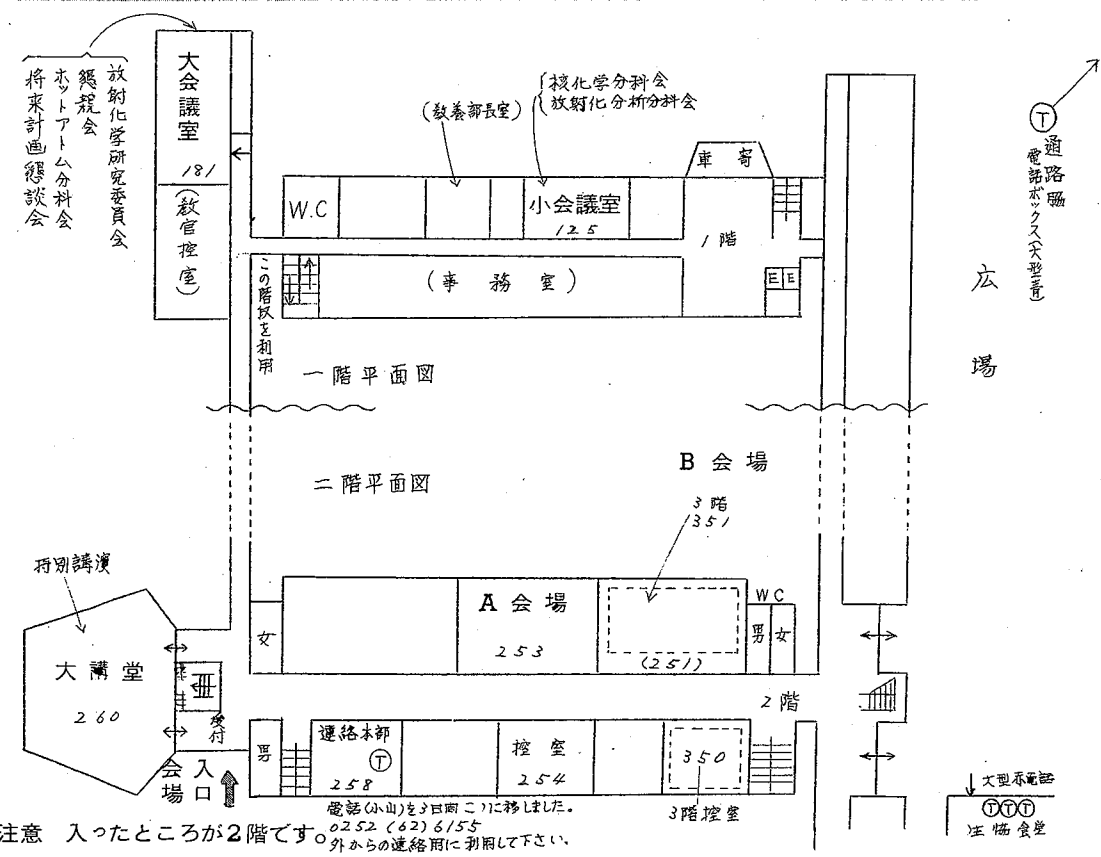 放射化学研究委員会
懇親会
ホットアトム分科会
将来計画懇談会
大会議室
181
(教官控室)
W.C
(教養部長室)
核化学分科会
放射化分析分科会
小会議室
125
車寄
1階
E E
(事務室)
この階段を利用
一階平面図
Ⓣ通路脇
電話ボックス(大型青)
広場
二階平面図
B会場
3階
351
特別講演
大講堂
260
受付
女
A会場
253
(251)
WC
男 女
2階
男
連絡本部
Ⓣ
258
控室
254
350
3階控室
会場入口
電話(小山)を3日間こゝに移しました。
0252(62)6155
外からの連絡用に利用して下さい。
注意 入ったところが2階です。
大型赤電話
ⓉⓉⓉ
生協食堂